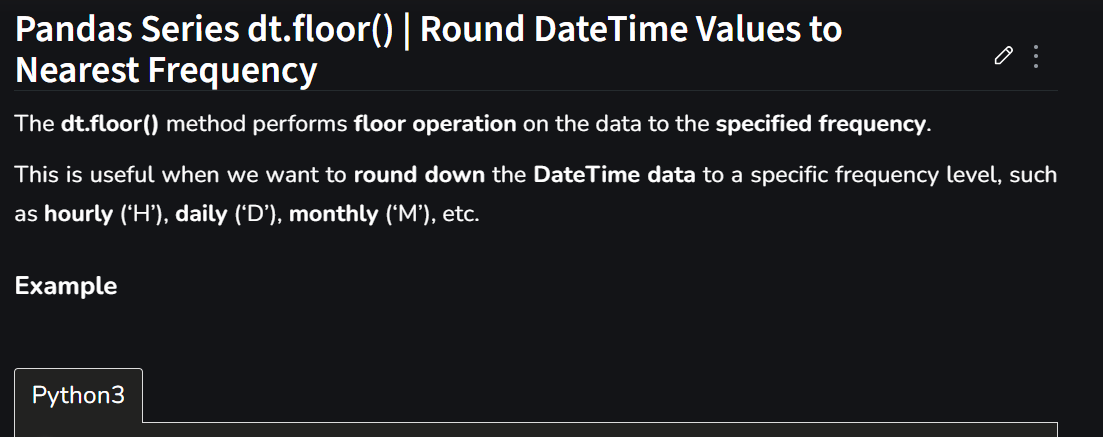 Pandas Series dt.floor() | Round DateTime Values to
Nearest Frequency
The dt.floor() method performs floor operation on the data to the specified frequency.
This is useful when we want to round down the DateTime data to a specific frequency level, such
as hourly (‘H’), daily (‘D’), monthly (‘M’), etc.
Example
Python3